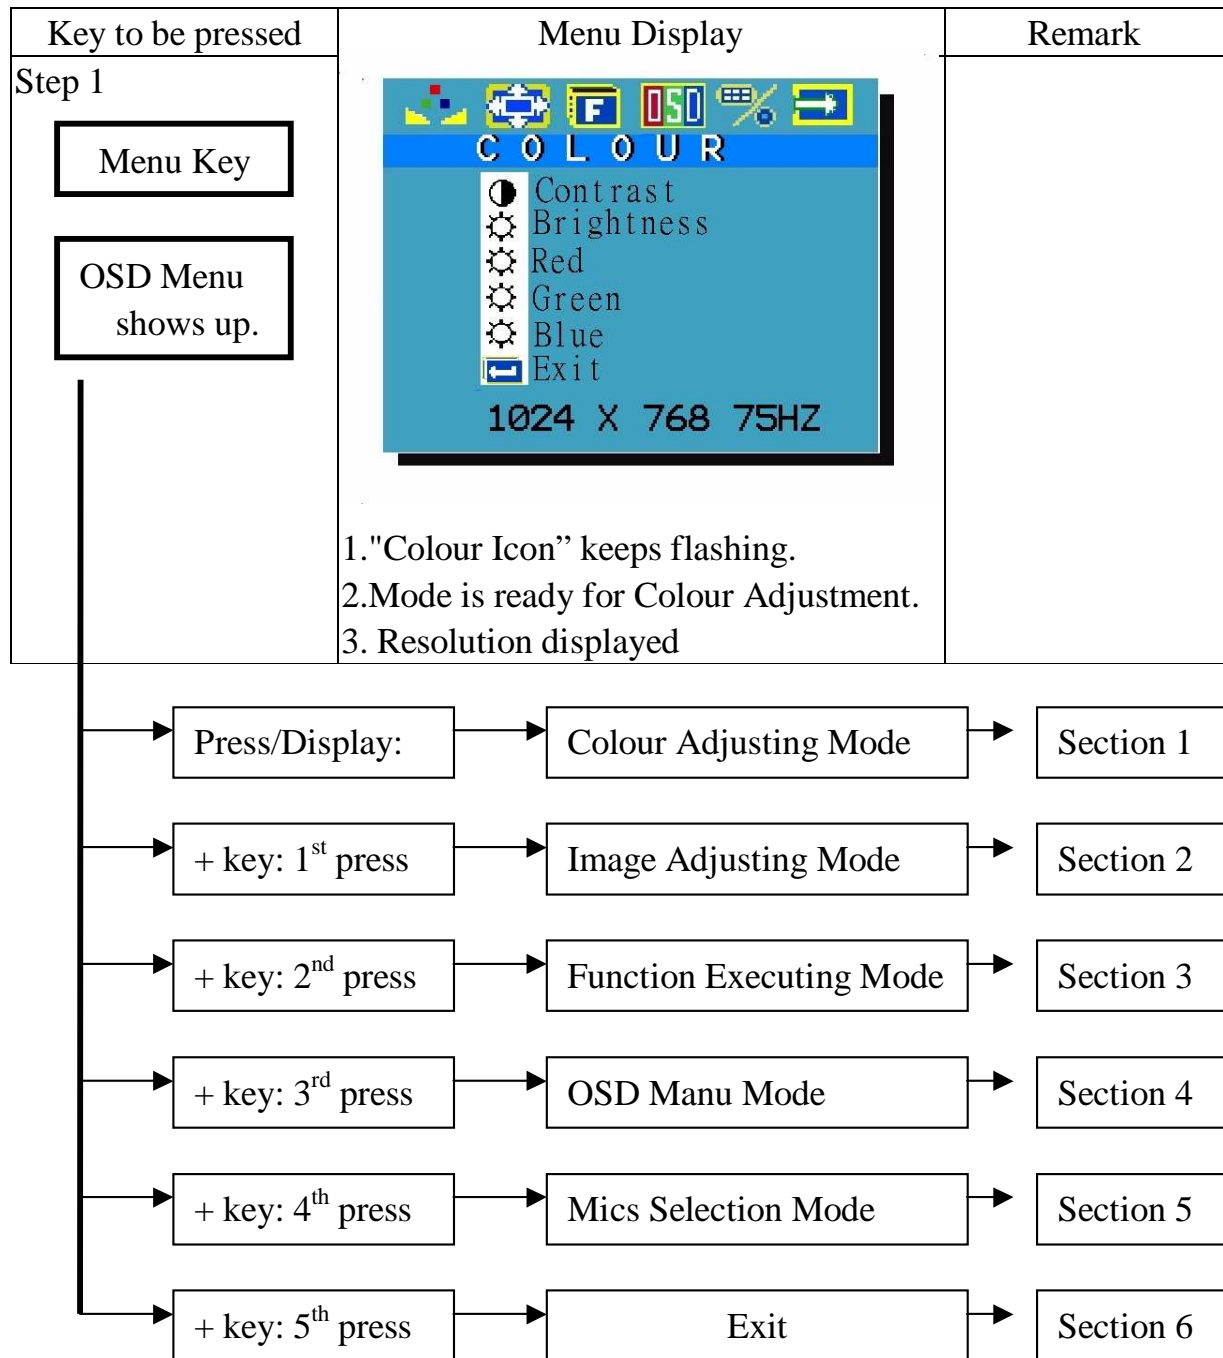 Key to be pressed
Menu Display
Remark
Step 1
Menu Key
OSD Menu
shows up.
F
OSD
COLOUR
Contrast
Brightness
Red
Green
Blue
Exit
1024 X 768 75HZ
1."Colour Icon” keeps flashing.
2.Mode is ready for Colour Adjustment.
3. Resolution displayed
Press/Display:
Colour Adjusting Mode
Section 1
+ key: 1st press
Image Adjusting Mode
Section 2
+ key: 2nd press
Function Executing Mode
Section 3
+ key: 3rd press
OSD Manu Mode
Section 4
+ key: 4th press
Mics Selection Mode
Section 5
+ key: 5th press
Exit
Section 6